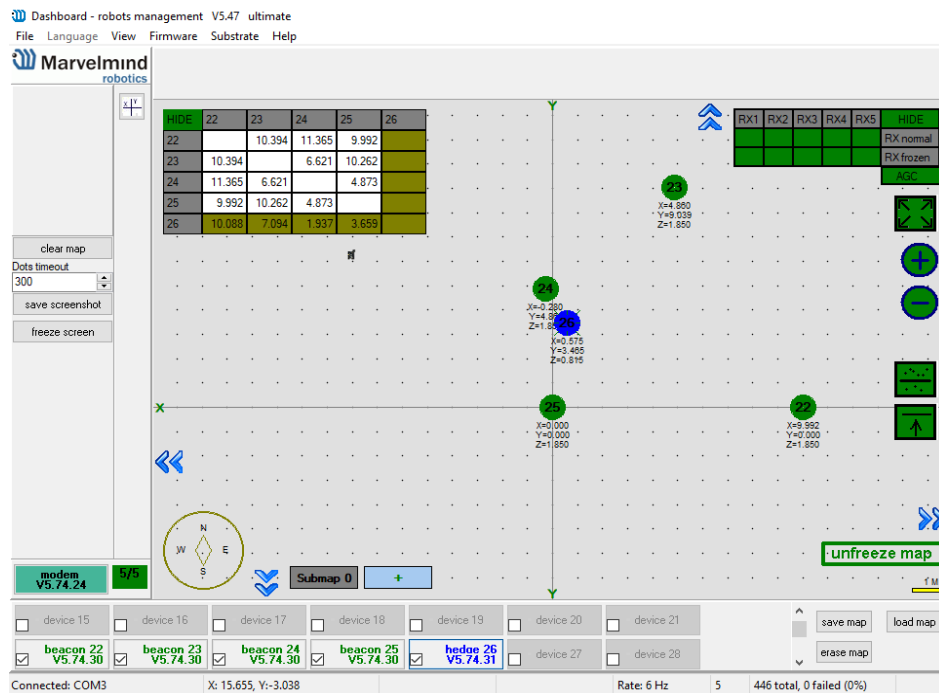 Dashboard - robots management V5.47 ultimate
File Language View Firmware Substrate Help
Marvelmind
robotics
X Y
clear map
Dots timeout
300
save screenshot
freeze screen
HIDE 22 23 24 25 26
22 10.394 11.365 9.992
23 10.394 6.621 10.262
24 11.365 6.621 4.873
25 9.992 10.262 4.873
26 10.088 7.094 1.937 3.659
Y
RX1 RX2 RX3 RX4 RX5 HIDE
RX normal
RX frozen
AGC
23
X=4.860
Y=9.039
Z=1.850
24
X=-0.280
26
X=0.575
Y=3.465
Z=0.815
X
25
X=0.000
Y=0.000
Z=1.850
22
X=9.992
Y=0.000
Z=1.850
N
W E
S
Y
unfreeze map
1 M
modem
V5.74.24
5/5
Submap 0
+
device 15 device 16 device 17 device 18 device 19 device 20 device 21
beacon 22
V5.74.30
beacon 23
V5.74.30
beacon 24
V5.74.30
beacon 25
V5.74.30
hedge 26
V5.74.31
device 27 device 28
save map load map
erase map
Connected: COM3 X: 15.655, Y:-3.038 Rate: 6 Hz 5 446 total, 0 failed (0%)